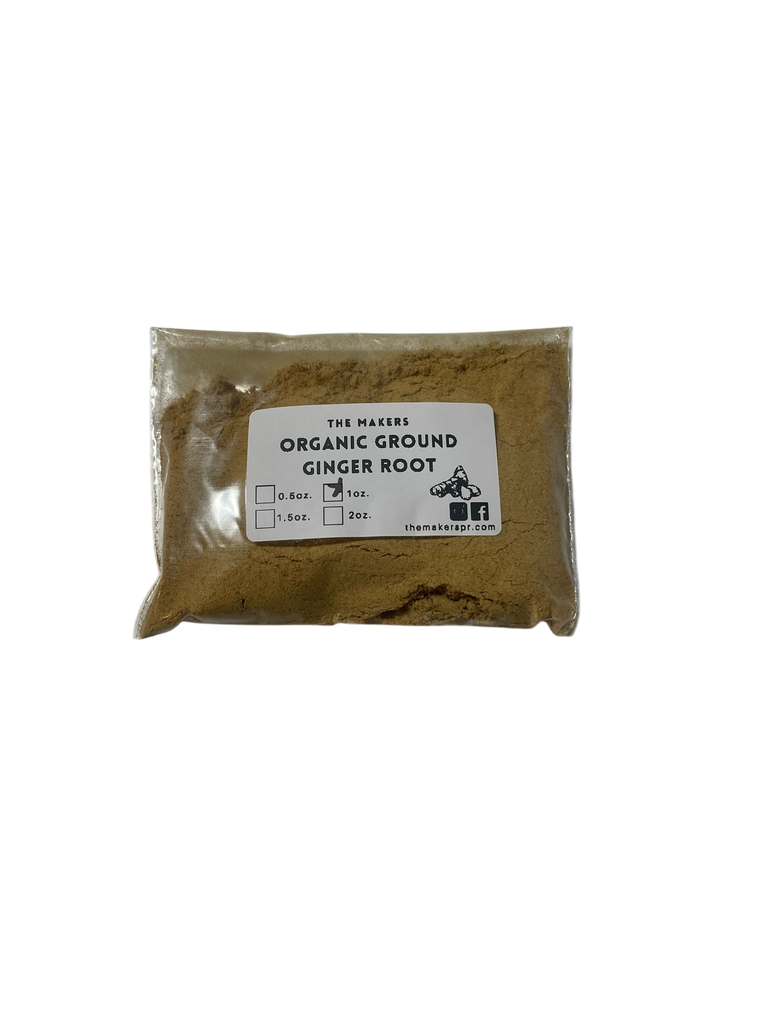 THE MAKERS
ORGANIC GROUND
GINGER ROOT
0.5oz. 1oz.
1.5oz. 2oz.
themakerspr.com